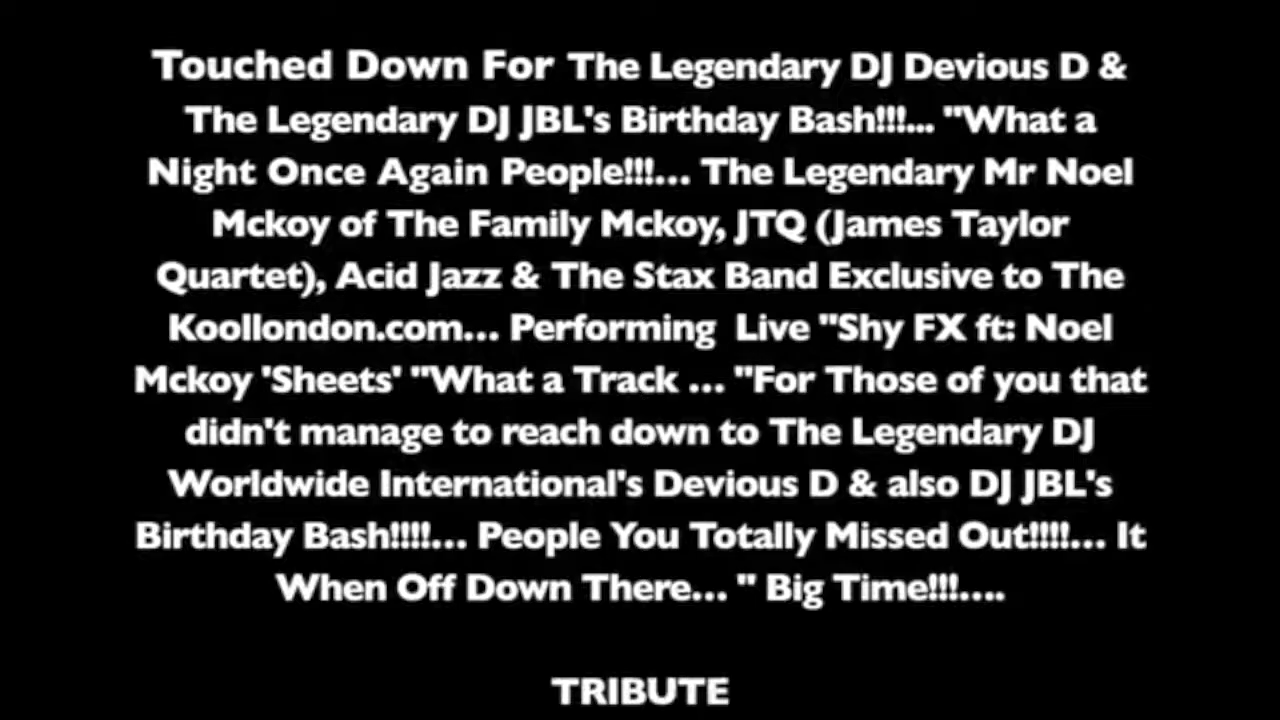 Touched Down For The Legendary DJ Devious D &
The Legendary DJ JBL's Birthday Bash!!!... "What a
Night Once Again People!!!... The Legendary Mr Noel
Mckoy of The Family Mckoy, JTQ (James Taylor
Quartet), Acid Jazz & The Stax Band Exclusive to The
Koollondon.com... Performing  Live "Shy FX ft: Noel
Mckoy 'Sheets' "What a Track ... "For Those of you that
didn't manage to reach down to The Legendary DJ
Worldwide International's Devious D & also DJ JBL's
Birthday Bash!!!!... People You Totally Missed Out!!!!... It
When Off Down There... " Big Time!!!....
TRIBUTE